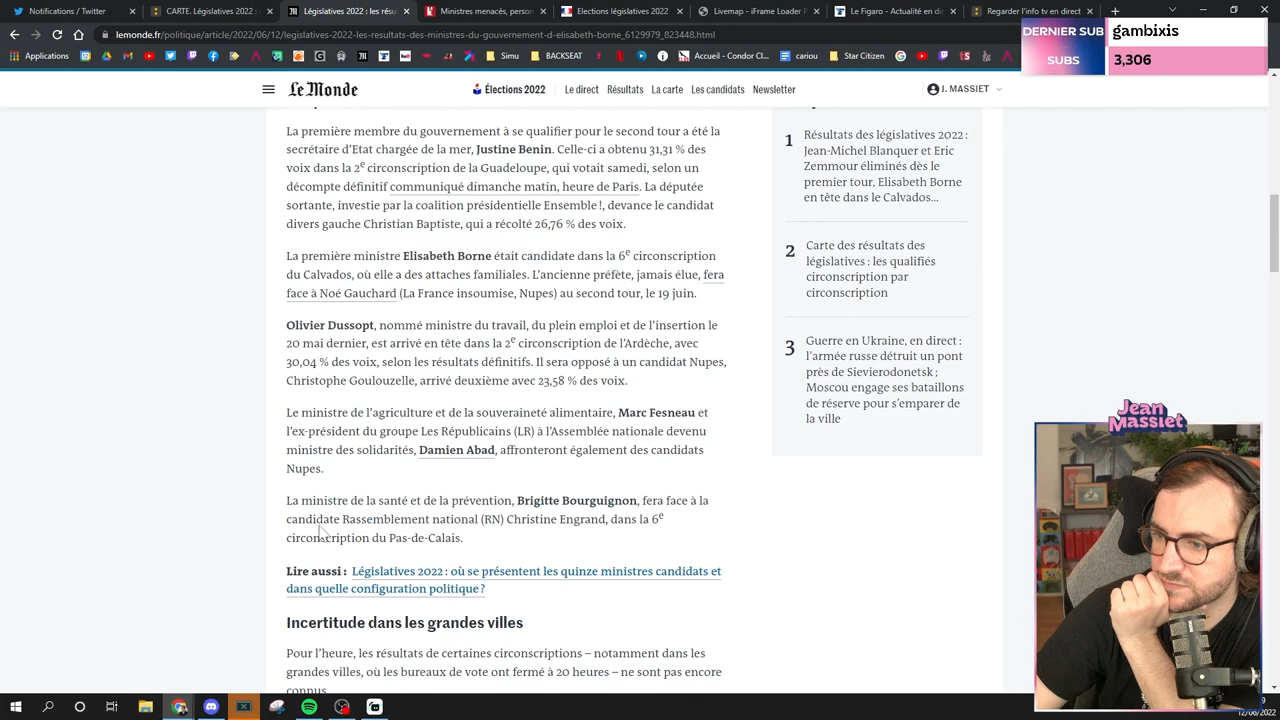 Notifications / Twitter
CARTE. Législatives 2022 :
Législatives 2022 : les rés
Ministres menacés, person
Elections législatives 2022
Livemap - iFrame Loader F
Le Figaro - Actualité en di
Regarder
lemonde.fr/politique/article/2022/06/12/legislatives-2022-les-resultats-des-ministres-du-gouvernement-d-elisabeth-borne_6129979_823448.html
Applications
Simu
BACKSEAT
Accueil - Condor Cl...
cariou
Star Citizen
DERNIER SUB
gambixis
SUBS
3,306
Le Monde
Élections 2022
Le direct
Résultats
La carte
Les candidats
Newsletter
J. MASSIET
La première membre du gouvernement à se qualifier pour le second tour a été la
secrétaire d’Etat chargée de la mer, Justine Benin. Celle-ci a obtenu 31,31 % des
voix dans la 2e circonscription de la Guadeloupe, qui votait samedi, selon un
décompte définitif communiqué dimanche matin, heure de Paris. La députée
sortante, investie par la coalition présidentielle Ensemble !, devance le candidat
divers gauche Christian Baptiste, qui a récolté 26,76 % des voix.
La première ministre Elisabeth Borne était candidate dans la 6e circonscription
du Calvados, où elle a des attaches familiales. L’ancienne préfète, jamais élue, fera
face à Noé Gauchard (La France insoumise, Nupes) au second tour, le 19 juin.
Olivier Dussopt, nommé ministre du travail, du plein emploi et de l’insertion le
20 mai dernier, est arrivé en tête dans la 2e circonscription de l’Ardèche, avec
30,04 % des voix, selon les résultats définitifs. Il sera opposé à un candidat Nupes,
Christophe Goulouzelle, arrivé deuxième avec 23,58 % des voix.
Le ministre de l’agriculture et de la souveraineté alimentaire, Marc Fesneau et
l’ex-président du groupe Les Républicains (LR) à l’Assemblée nationale devenu
ministre des solidarités, Damien Abad, affronteront également des candidats
Nupes.
La ministre de la santé et de la prévention, Brigitte Bourguignon, fera face à la
candidate Rassemblement national (RN) Christine Engrand, dans la 6e
circonscription du Pas-de-Calais.
Lire aussi : Législatives 2022 : où se présentent les quinze ministres candidats et
dans quelle configuration politique ?
Incertitude dans les grandes villes
Pour l’heure, les résultats de certaines circonscriptions – notamment dans les
grandes villes, où les bureaux de vote ont fermé à 20 heures – ne sont pas encore
connus.
1
Résultats des législatives 2022 :
Jean-Michel Blanquer et Eric
Zemmour éliminés dès le
premier tour, Elisabeth Borne
en tête dans le Calvados...
2
Carte des résultats des
législatives : les qualifiés
circonscription par
circonscription
3
Guerre en Ukraine, en direct :
l’armée russe détruit un pont
près de Sievierodonetsk ;
Moscou engage ses bataillons
de réserve pour s’emparer de
la ville
Jean
Massiet
12/06/2022